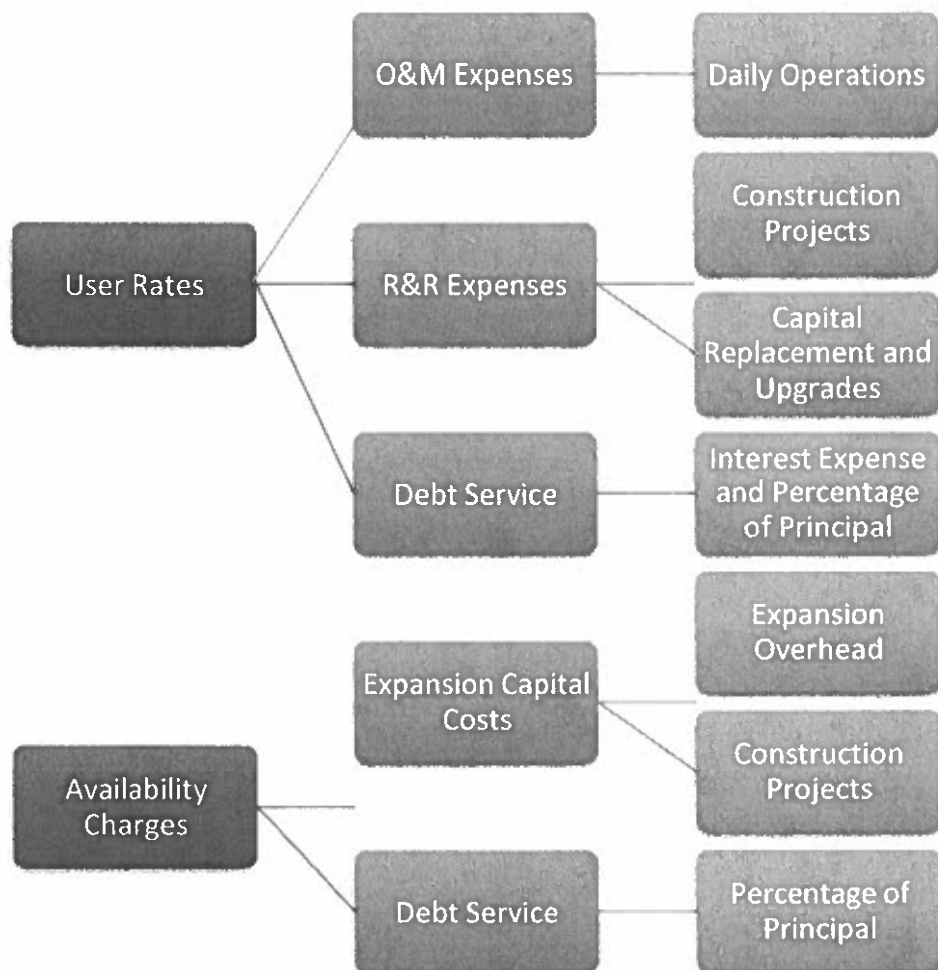 O&M Expenses
Daily Operations
Construction
Projects
User Rates
R&R Expenses
Capital
Replacement and
Upgrades
Debt Service
Interest Expense
and Percentage
of Principal
Expansion
Overhead
Expansion Capital
Costs
Construction
Projects
Availability
Charges
Debt Service
Percentage of
Principal